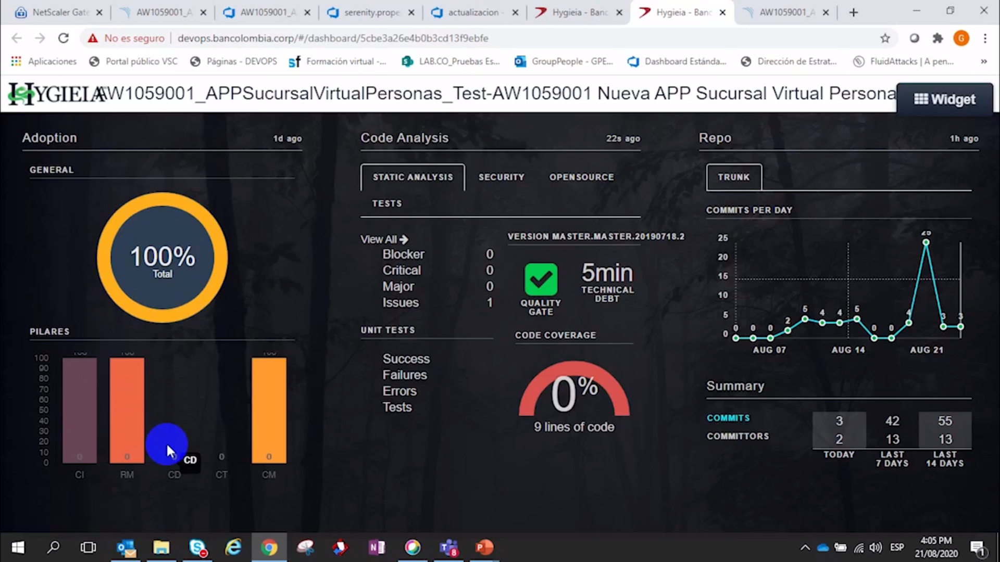 NetScaler Gate
AW1059001_A
AW1059001_A
serenity.prope
actualizacion -
Hygieia - Banc
Hygieia - Banc
AW1059001_A
No es seguro
devops.bancolombia.corp/#/dashboard/5cbe3a26e4b0b3cd13f9ebfe
G
Aplicaciones
Portal público VSC
Páginas - DEVOPS
Formación virtual -...
LAB.CO_Pruebas Es...
GroupPeople - GPE...
Dashboard Estánda...
Dirección de Estrat...
FluidAttacks | A pen...
»
HYGIEIA
AW1059001_APPSucursalVirtualPersonas_Test-AW1059001 Nueva APP Sucursal Virtual Persona
Widget
Adoption
1d ago
GENERAL
100%
Total
PILARES
100
90
80
70
60
50
40
30
20
10
0
0
0
0
0
CD
CI
RM
CD
CT
CM
Code Analysis
22s ago
STATIC ANALYSIS
SECURITY
OPENSOURCE
TESTS
View All
Blocker 0
Critical 0
Major 0
Issues 1
VERSION MASTER.MASTER.20190718.2
QUALITY
GATE
5min
TECHNICAL
DEBT
UNIT TESTS
Success
Failures
Errors
Tests
CODE COVERAGE
0%
9 lines of code
Repo
1h ago
TRUNK
COMMITS PER DAY
25
20
15
10
5
0
0 0 0 2 5 4 4 5 0 0 4 25 3 3
AUG 07
AUG 14
AUG 21
Summary
COMMITS 3 42 55
COMMITTORS 2 13 13
TODAY
LAST
7 DAYS
LAST
14 DAYS
8
ESP
4:05 PM
21/08/2020
1